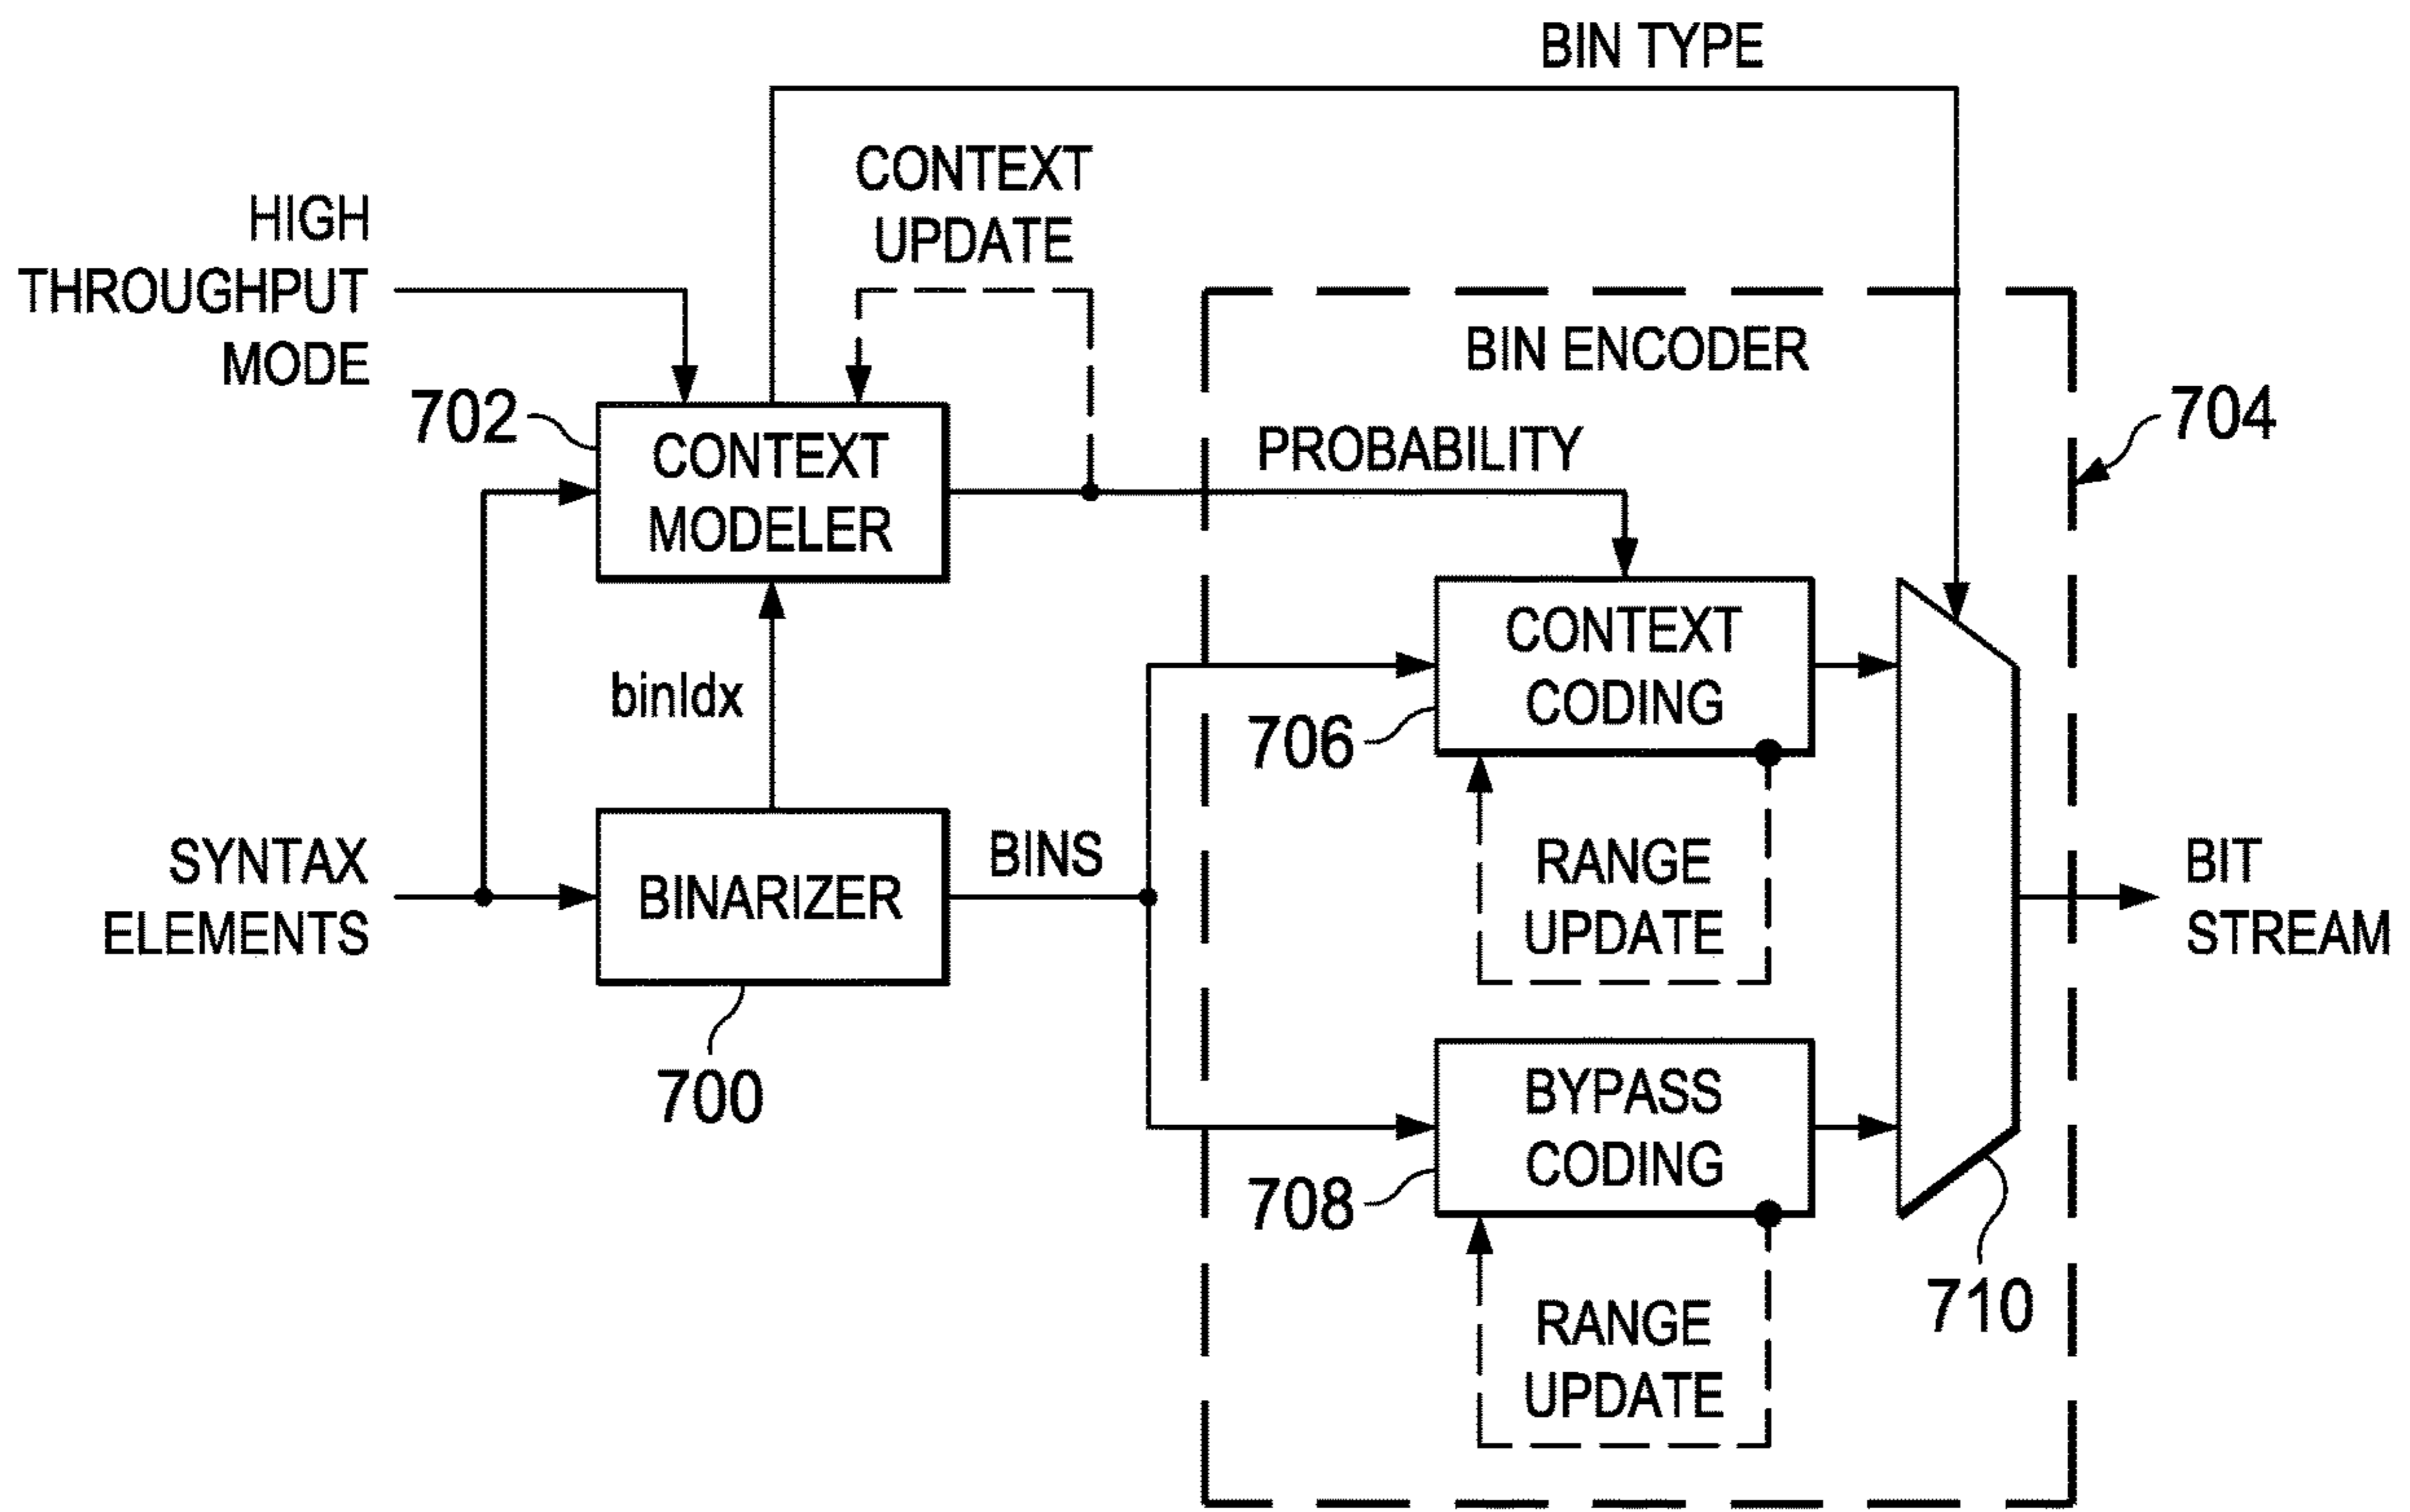 BIN TYPE
CONTEXT
UPDATE
HIGH
THROUGHPUT
MODE
BIN ENCODER
702
704
CONTEXT
MODELER
PROBABILITY
CONTEXT
CODING
binIdx
706
SYNTAX
ELEMENTS
BINARIZER
BINS
RANGE
UPDATE
BIT
STREAM
700
BYPASS
CODING
708
710
RANGE
UPDATE